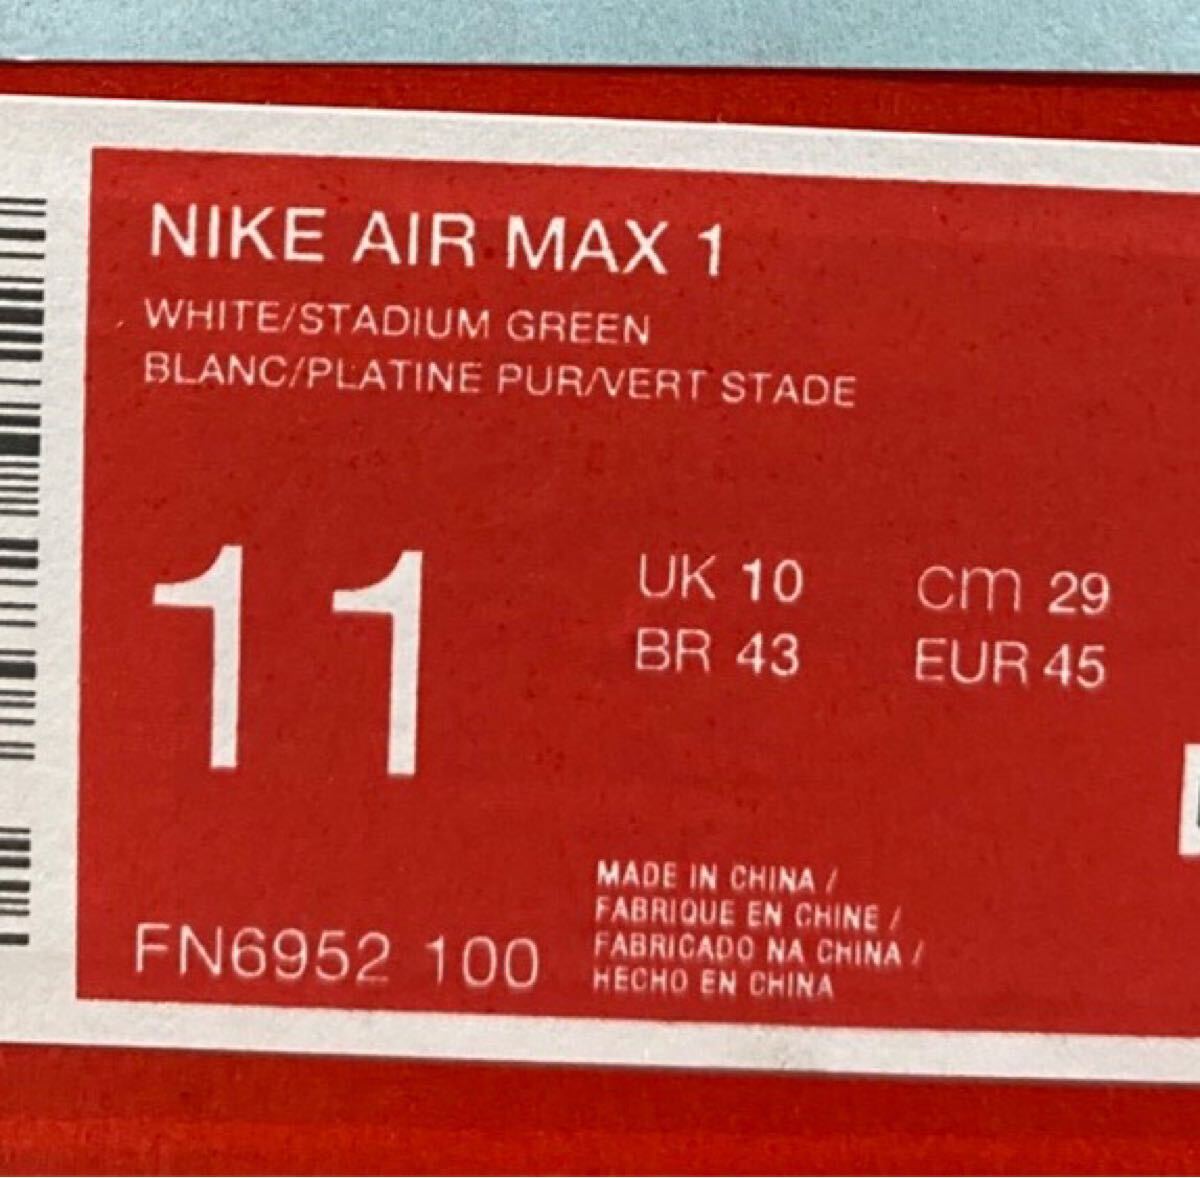 NIKE AIR MAX 1
WHITE/STADIUM GREEN
BLANC/PLATINE PUR/VERT STADE
11
UK 10
cm 29
BR 43
EUR 45
MADE IN CHINA /
FABRIQUE EN CHINE /
FABRICADO NA CHINA /
HECHO EN CHINA
FN6952 100